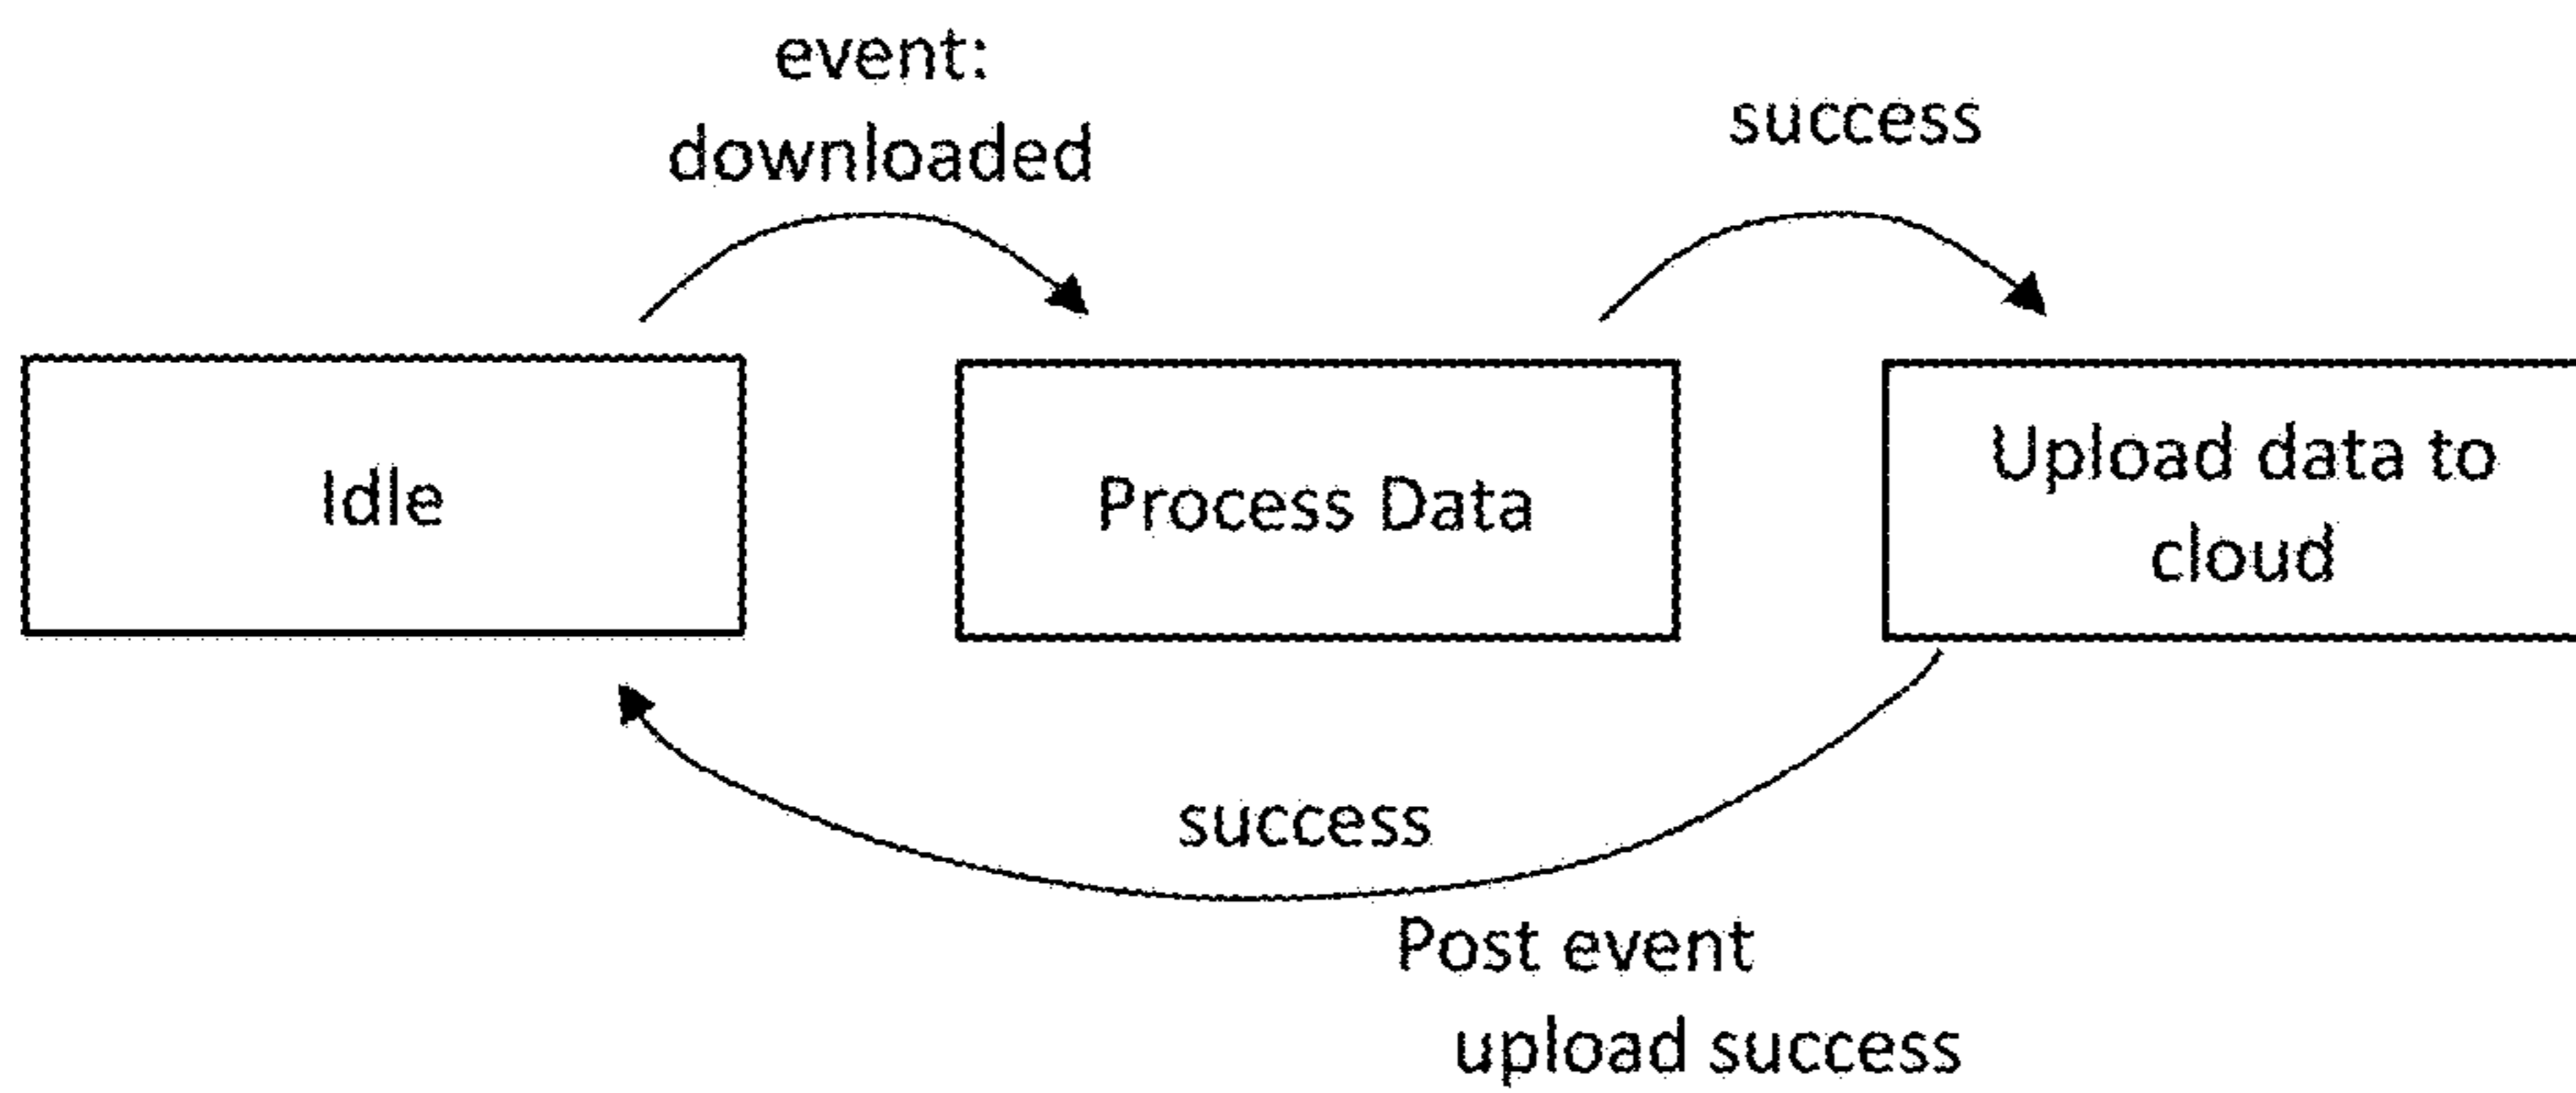 event:
downloaded
success
Idle
Process Data
Upload data to
cloud
success
Post event
upload success